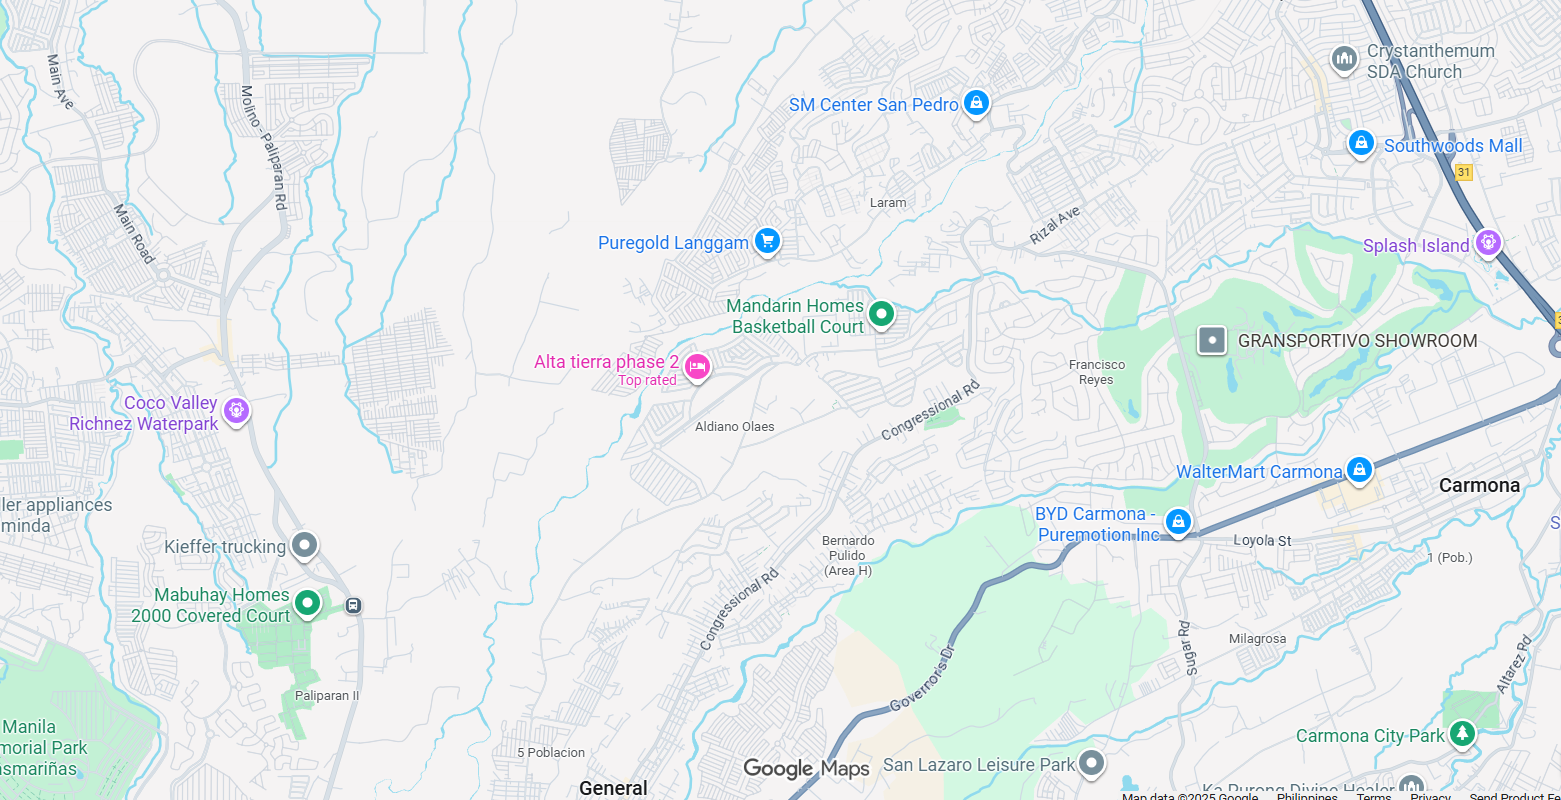 Crystanthemum
SDA Church
Main Ave
Molino - Paliparan Rd
SM Center San Pedro
Southwoods Mall
31
Laram
Main Road
Rizal Ave
Puregold Langgam
Splash Island
Mandarin Homes
Basketball Court
GRANSPORTIVO SHOWROOM
Alta tierra phase 2
Top rated
Francisco
Reyes
Coco Valley
Richnez Waterpark
Congressional Rd
Aldiano Olaes
WalterMart Carmona
Carmona
ller appliances
minda
BYD Carmona -
Puremotion Inc
Kieffer trucking
Bernardo
Pulido
(Area H)
Loyola St
1 (Pob.)
Mabuhay Homes
2000 Covered Court
Congressional Rd
Milagrosa
Sugar Rd
Altarez Rd
Governor's Dr
Paliparan II
Manila
morial Park
asmariñas
Carmona City Park
5 Poblacion
San Lazaro Leisure Park
Google Maps
General
Ka Purong Divine Healer
Map data ©2025 Google Philippines Terms Privacy Send Product Fe